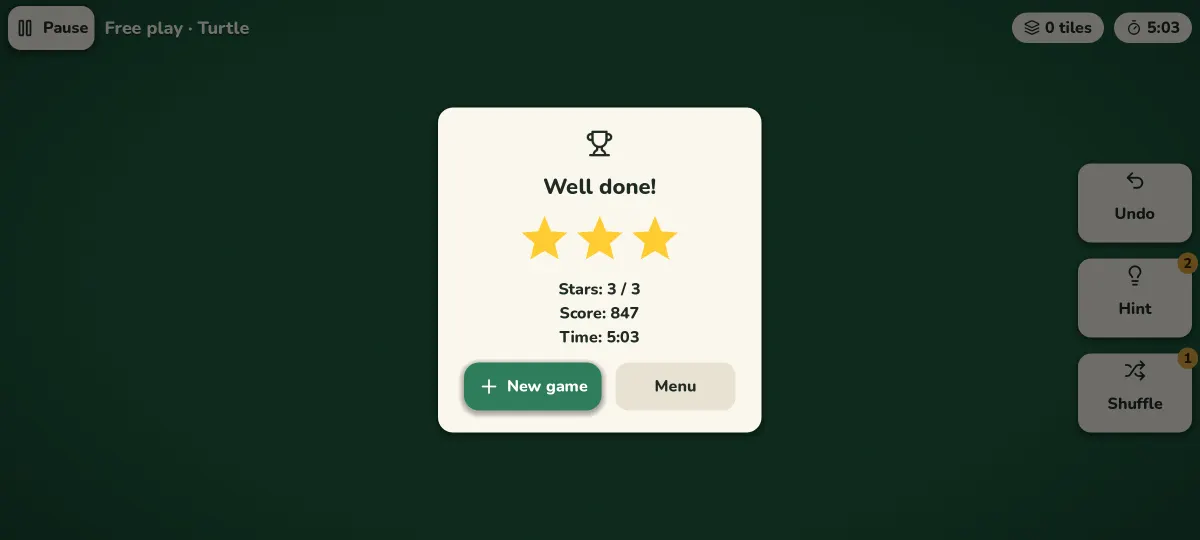 Pause
Free play · Turtle
0 tiles
5:03
Well done!
Stars: 3 / 3
Score: 847
Time: 5:03
New game
Menu
Undo
2
Hint
1
Shuffle